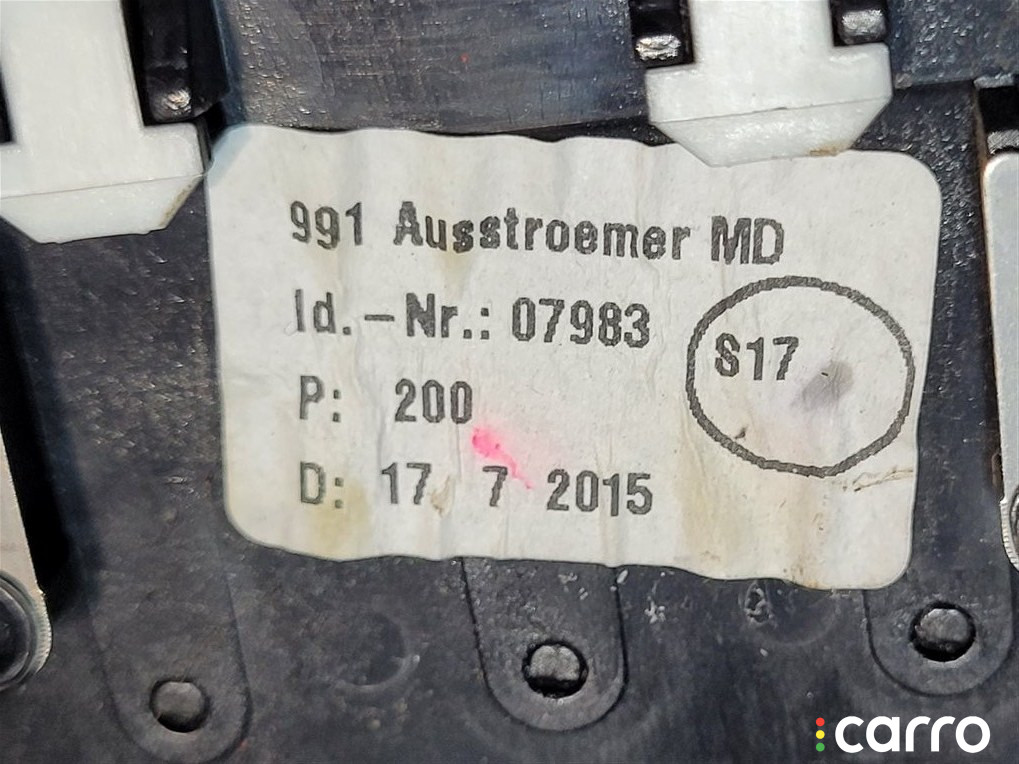 991 Ausstroemer MD
Id.-Nr.: 07983
S17
P: 200
D: 17 7 2015
carro